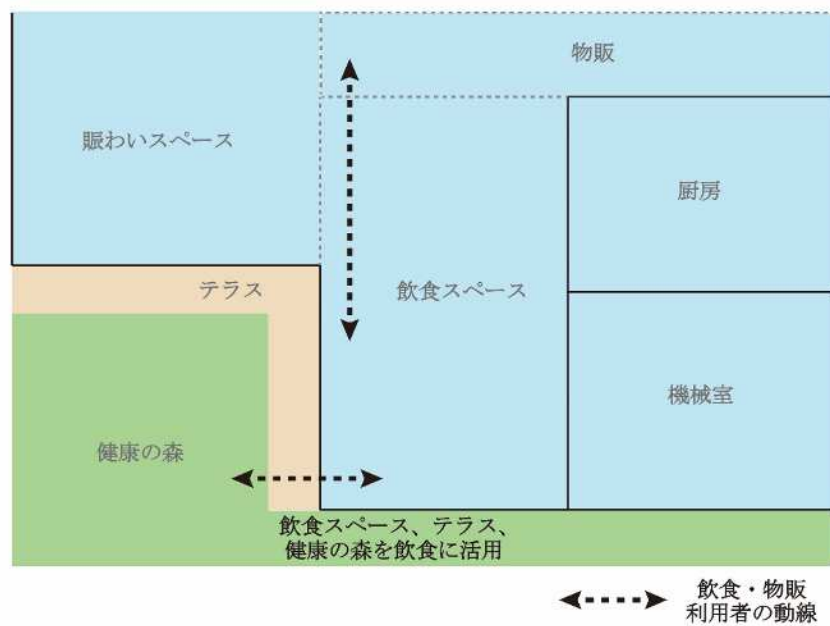 物販
賑わいスペース
厨房
テラス
飲食スペース
機械室
健康の森
飲食スペース、テラス、
健康の森を飲食に活用
飲食・物販
利用者の動線